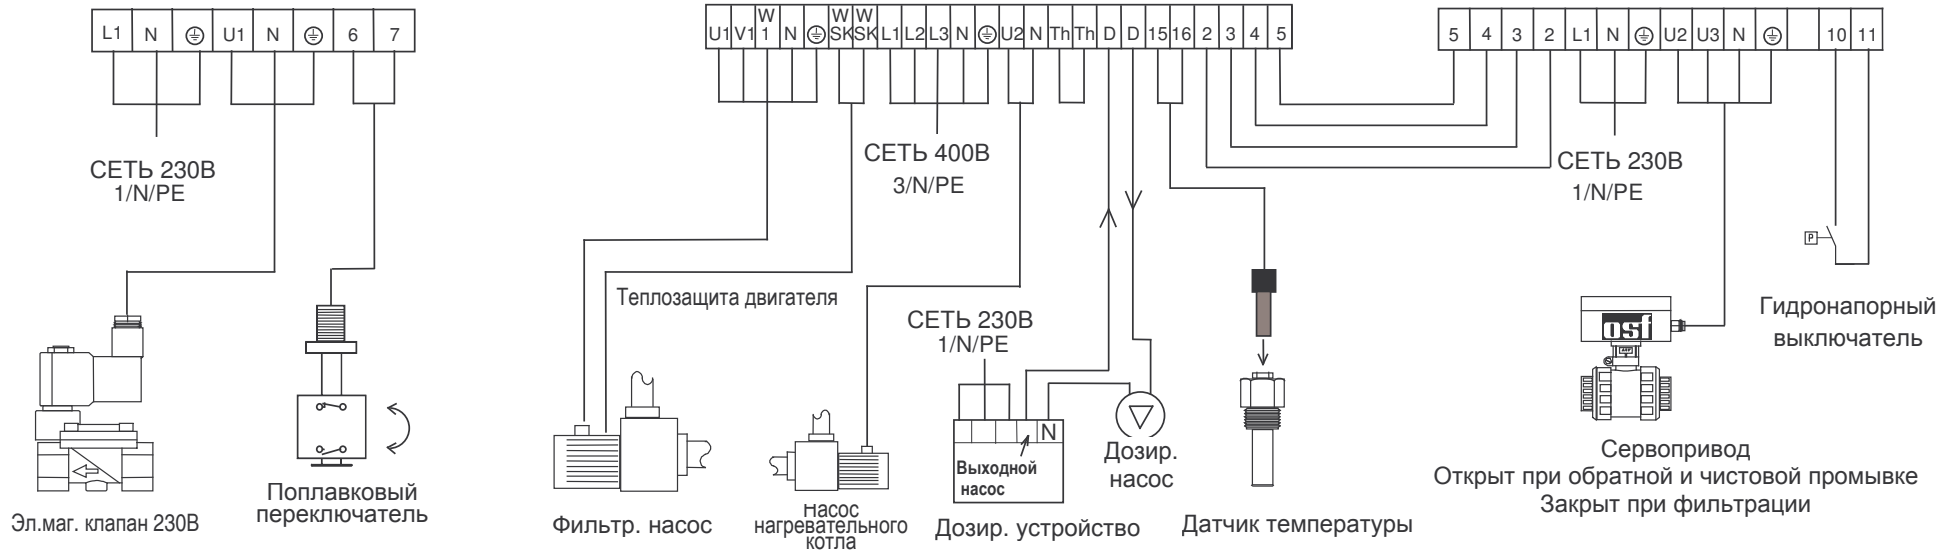 L1 N U1 N 6 7
СЕТЬ 230В
1/N/PE
Эл.маг. клапан 230В
Поплавковый
переключатель
U1 V1 W1 N WSK WSK L1 L2 L3 N U2 N Th Th D D 15 16 2 3 4 5
СЕТЬ 400В
3/N/PE
Теплозащита двигателя
СЕТЬ 230В
1/N/PE
N
Выходной
насос
Дозир.
насос
Фильтр. насос
Насос
нагревательного
котла
Дозир. устройство
Датчик температуры
5 4 3 2 L1 N U2 U3 N 10 11
СЕТЬ 230В
1/N/PE
P
osf
Гидронапорный
выключатель
Сервопривод
Открыт при обратной и чистовой промывке
Закрыт при фильтрации